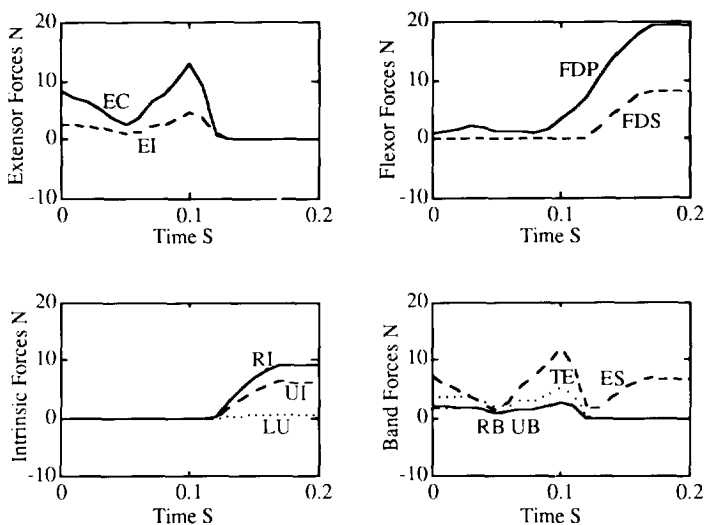 Extensor Forces N
20
10
0
-10
EC
EI
0
0.1
0.2
Time S
Flexor Forces N
20
10
0
-10
FDP
FDS
0
0.1
0.2
Time S
Intrinsic Forces N
20
10
0
-10
RI
UI
LU
0
0.1
0.2
Time S
Band Forces N
20
10
0
-10
TE
ES
RB UB
0
0.1
0.2
Time S